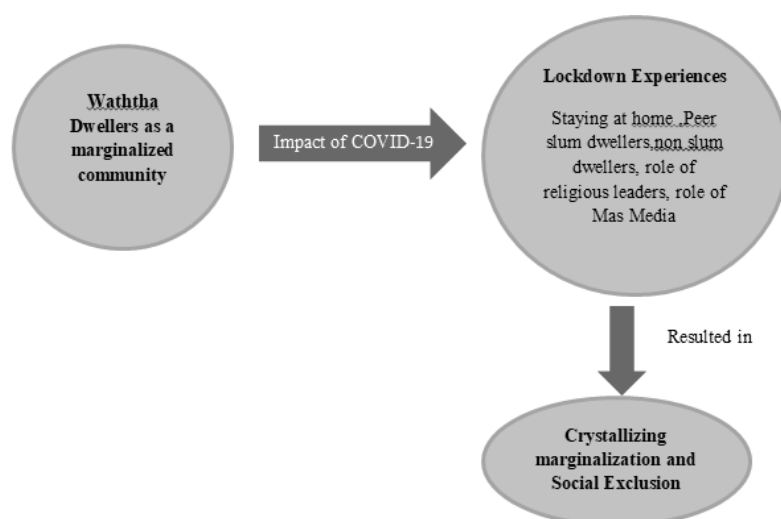 Waththa
Dwellers as a
marginalized
community
Impact of COVID-19
Lockdown Experiences
Staying at home ,Peer
slum dwellers,non slum
dwellers, role of
religious leaders, role of
Mas Media
Resulted in
Crystallizing
marginalization and
Social Exclusion